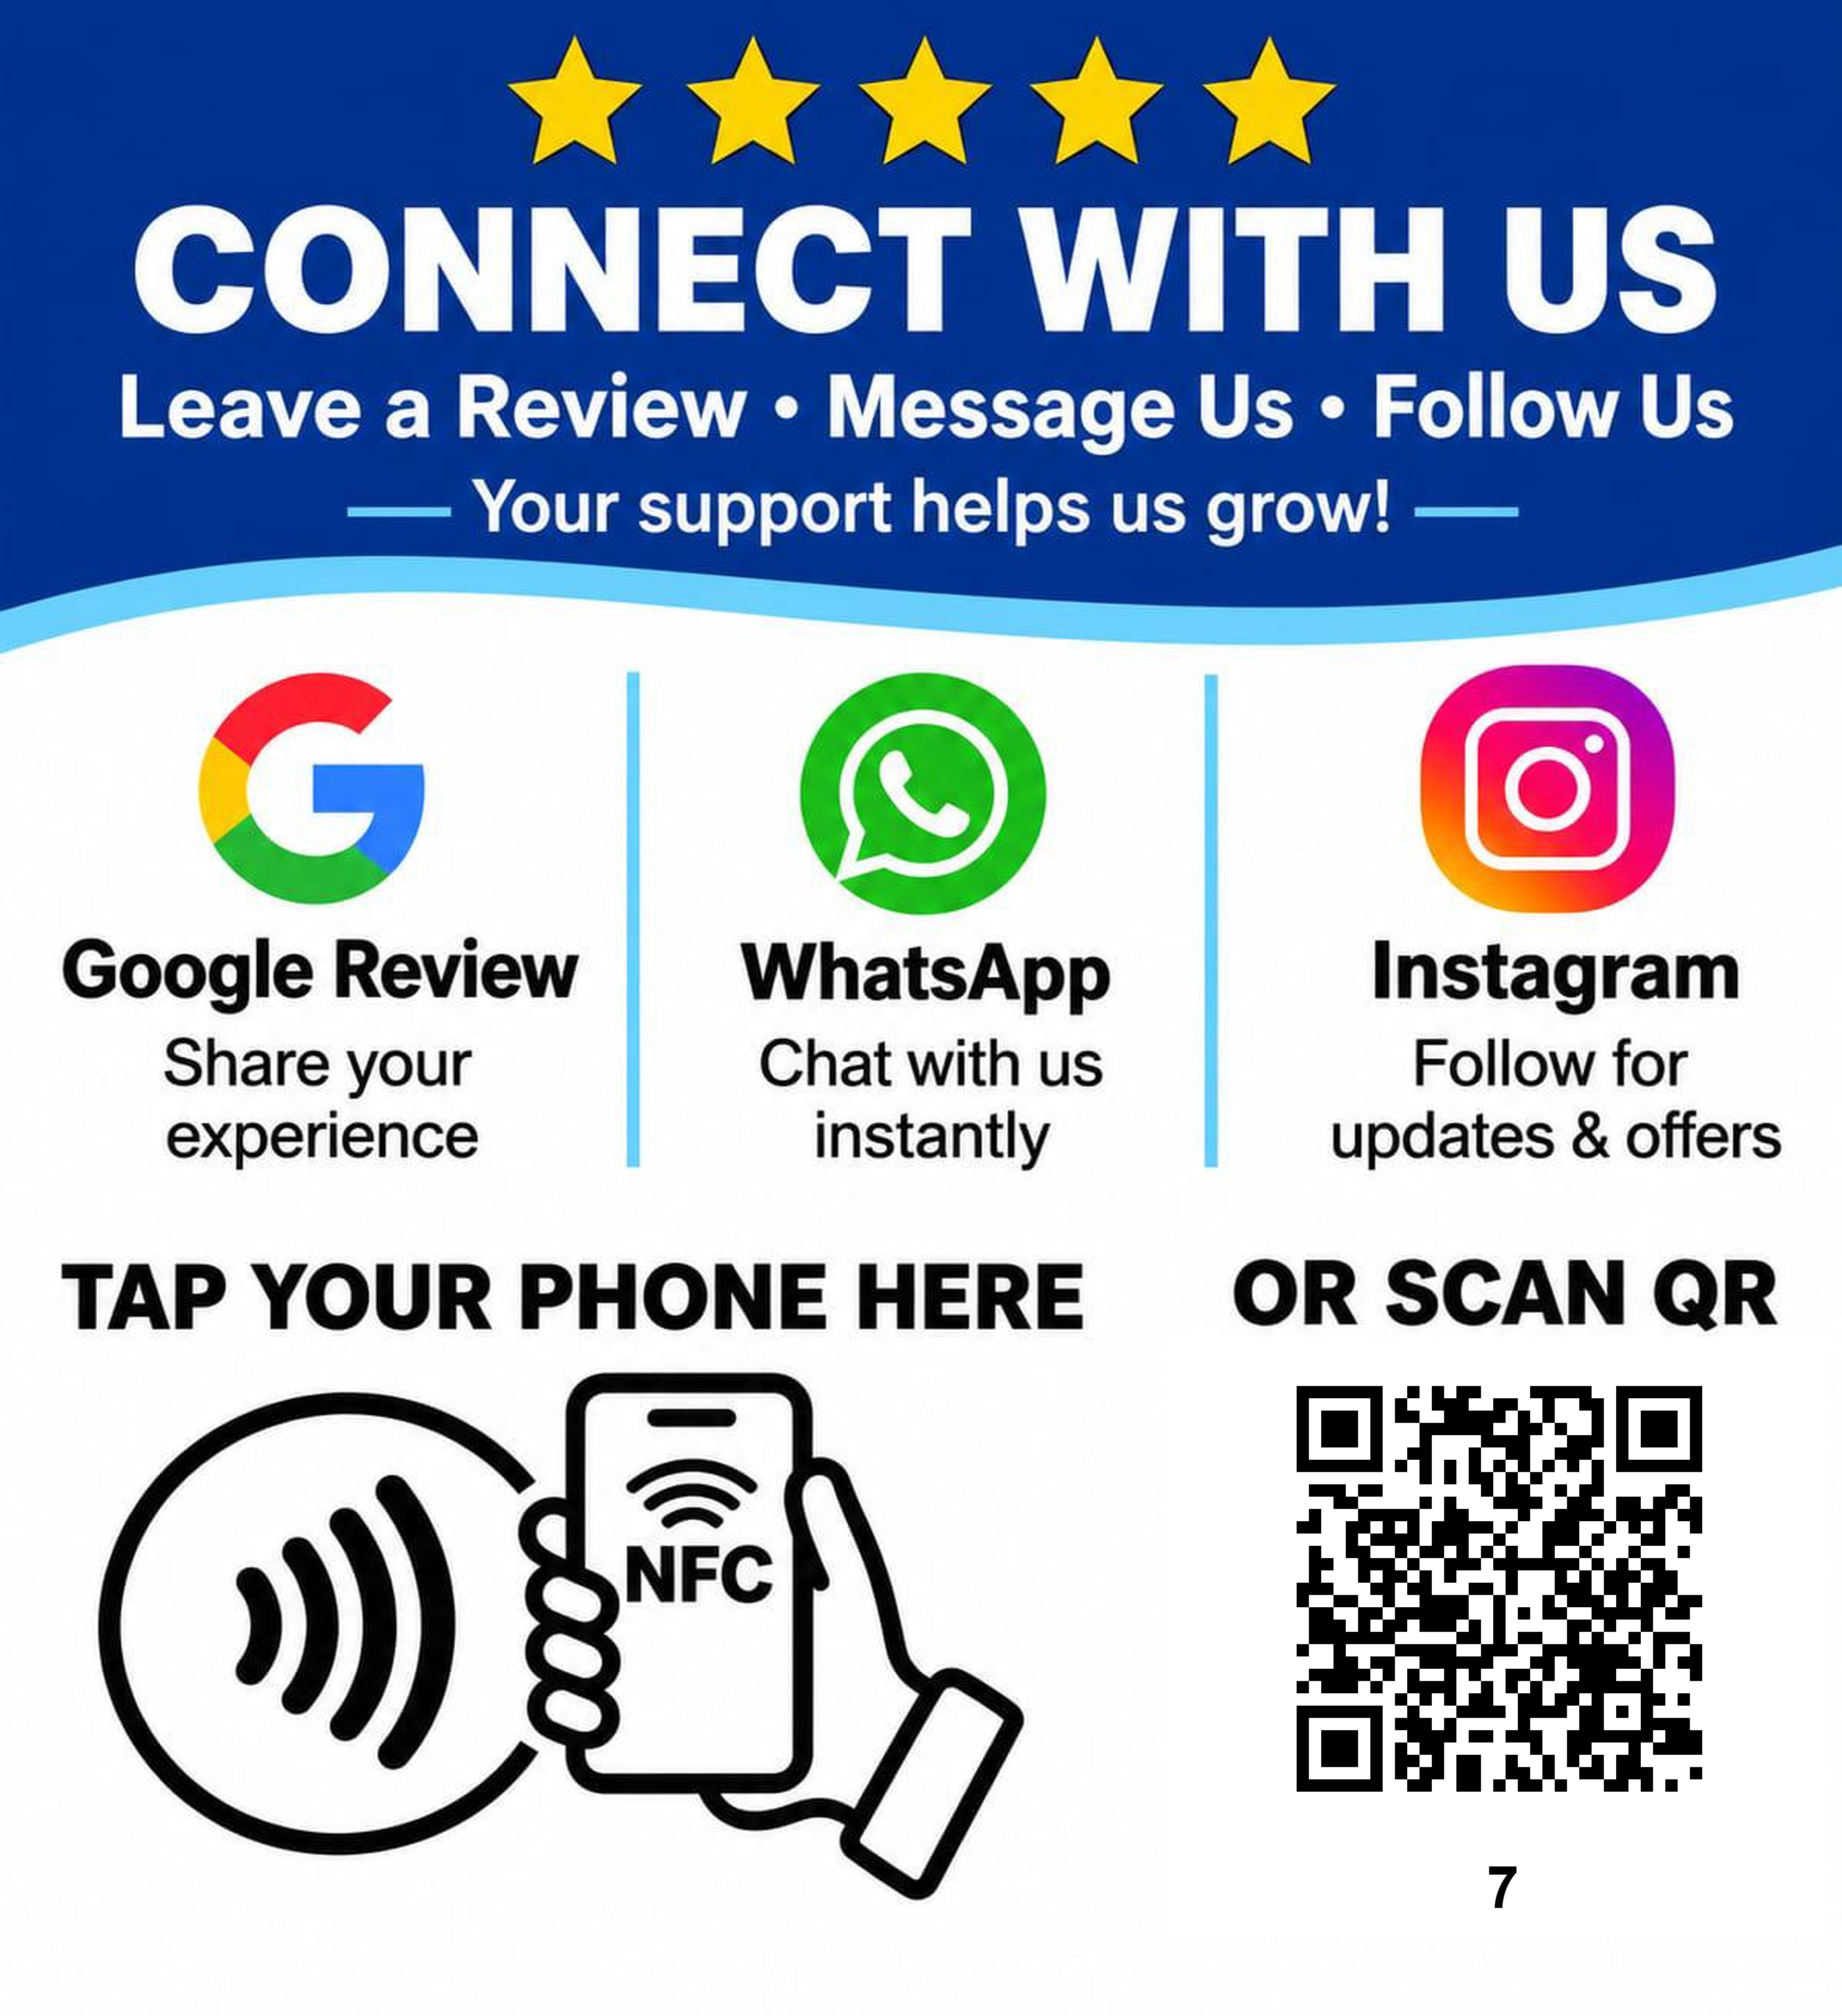 CONNECT WITH US
Leave a Review • Message Us • Follow Us
Your support helps us grow!
Google Review
Share your
experience
WhatsApp
Chat with us
instantly
Instagram
Follow for
updates & offers
TAP YOUR PHONE HERE
NFC
OR SCAN QR
7